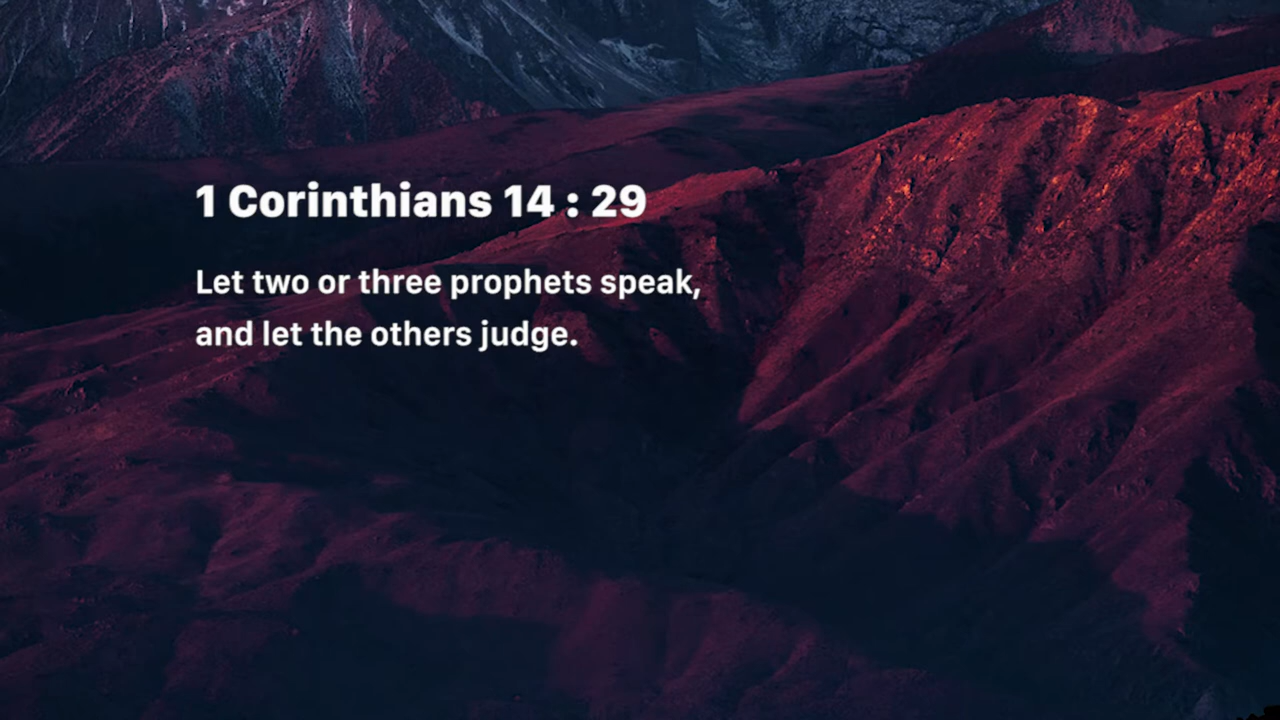 1 Corinthians 14 : 29
Let two or three prophets speak,
and let the others judge.